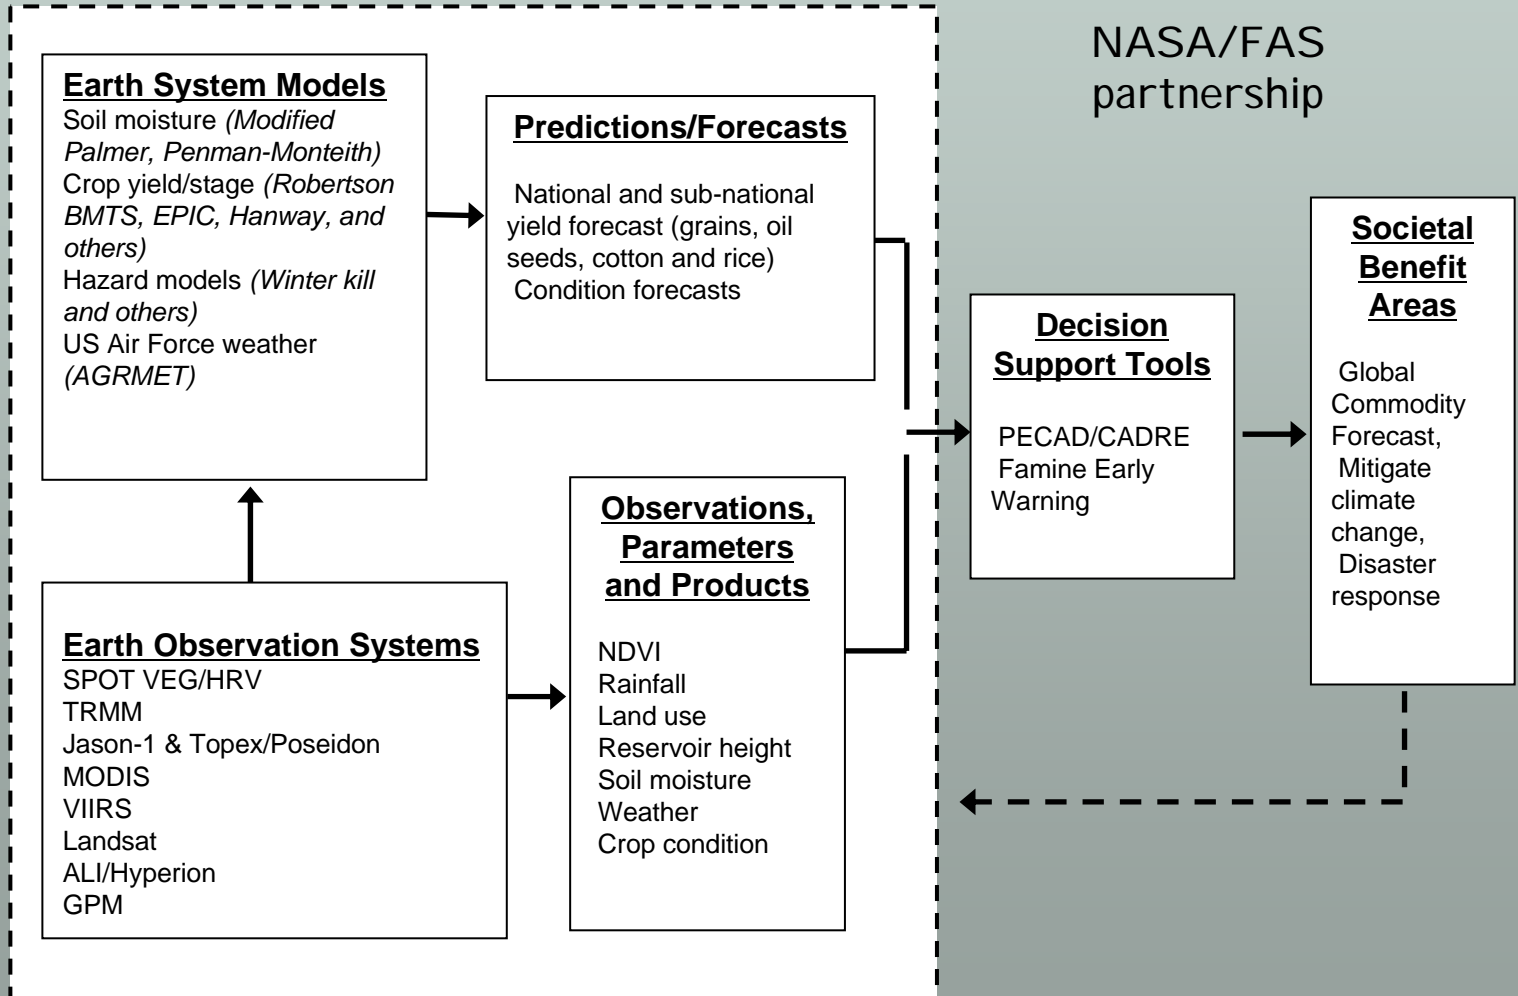 NASA/FAS
partnership
Earth System Models
Soil moisture (Modified
Palmer, Penman-Monteith)
Crop yield/stage (Robertson
BMTS, EPIC, Hanway, and
others)
Hazard models (Winter kill
and others)
US Air Force weather
(AGRMET)
Predictions/Forecasts
National and sub-national
yield forecast (grains, oil
seeds, cotton and rice)
Condition forecasts
Earth Observation Systems
SPOT VEG/HRV
TRMM
Jason-1 & Topex/Poseidon
MODIS
VIIRS
Landsat
ALI/Hyperion
GPM
Observations,
Parameters
and Products
NDVI
Rainfall
Land use
Reservoir height
Soil moisture
Weather
Crop condition
Decision
Support Tools
PECAD/CADRE
Famine Early
Warning
Societal
Benefit
Areas
Global
Commodity
Forecast,
Mitigate
climate
change,
Disaster
response